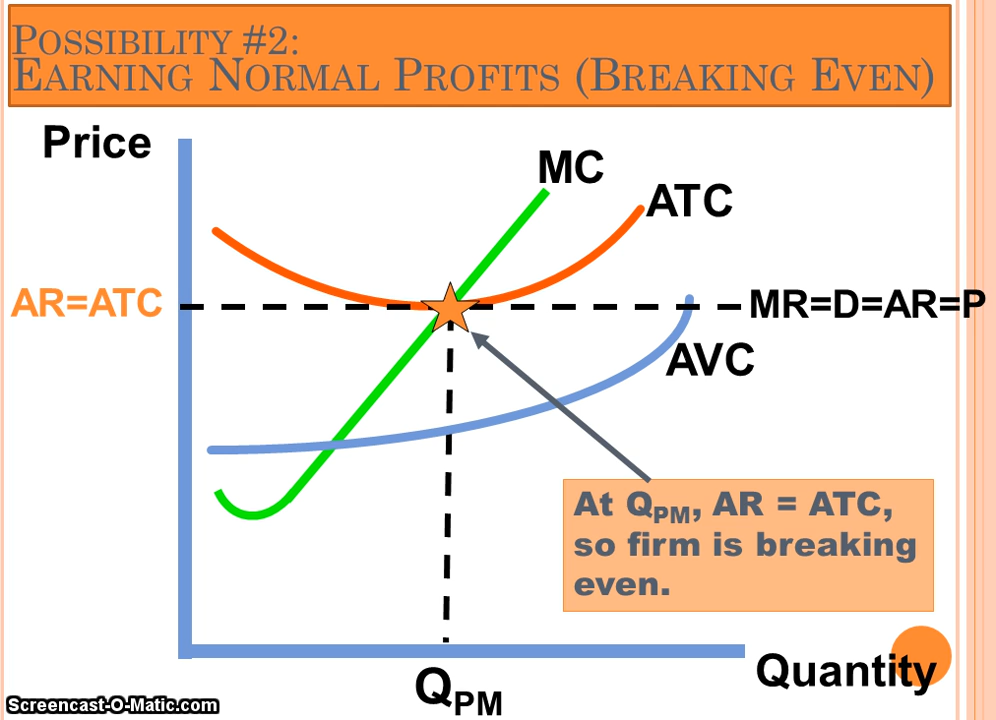 POSSIBILITY #2:
EARNING NORMAL PROFITS (BREAKING EVEN)
Price
MC
ATC
AR=ATC
MR=D=AR=P
AVC
At QPM, AR = ATC,
so firm is breaking
even.
Quantity
QPM
Screencast-O-Matic.com